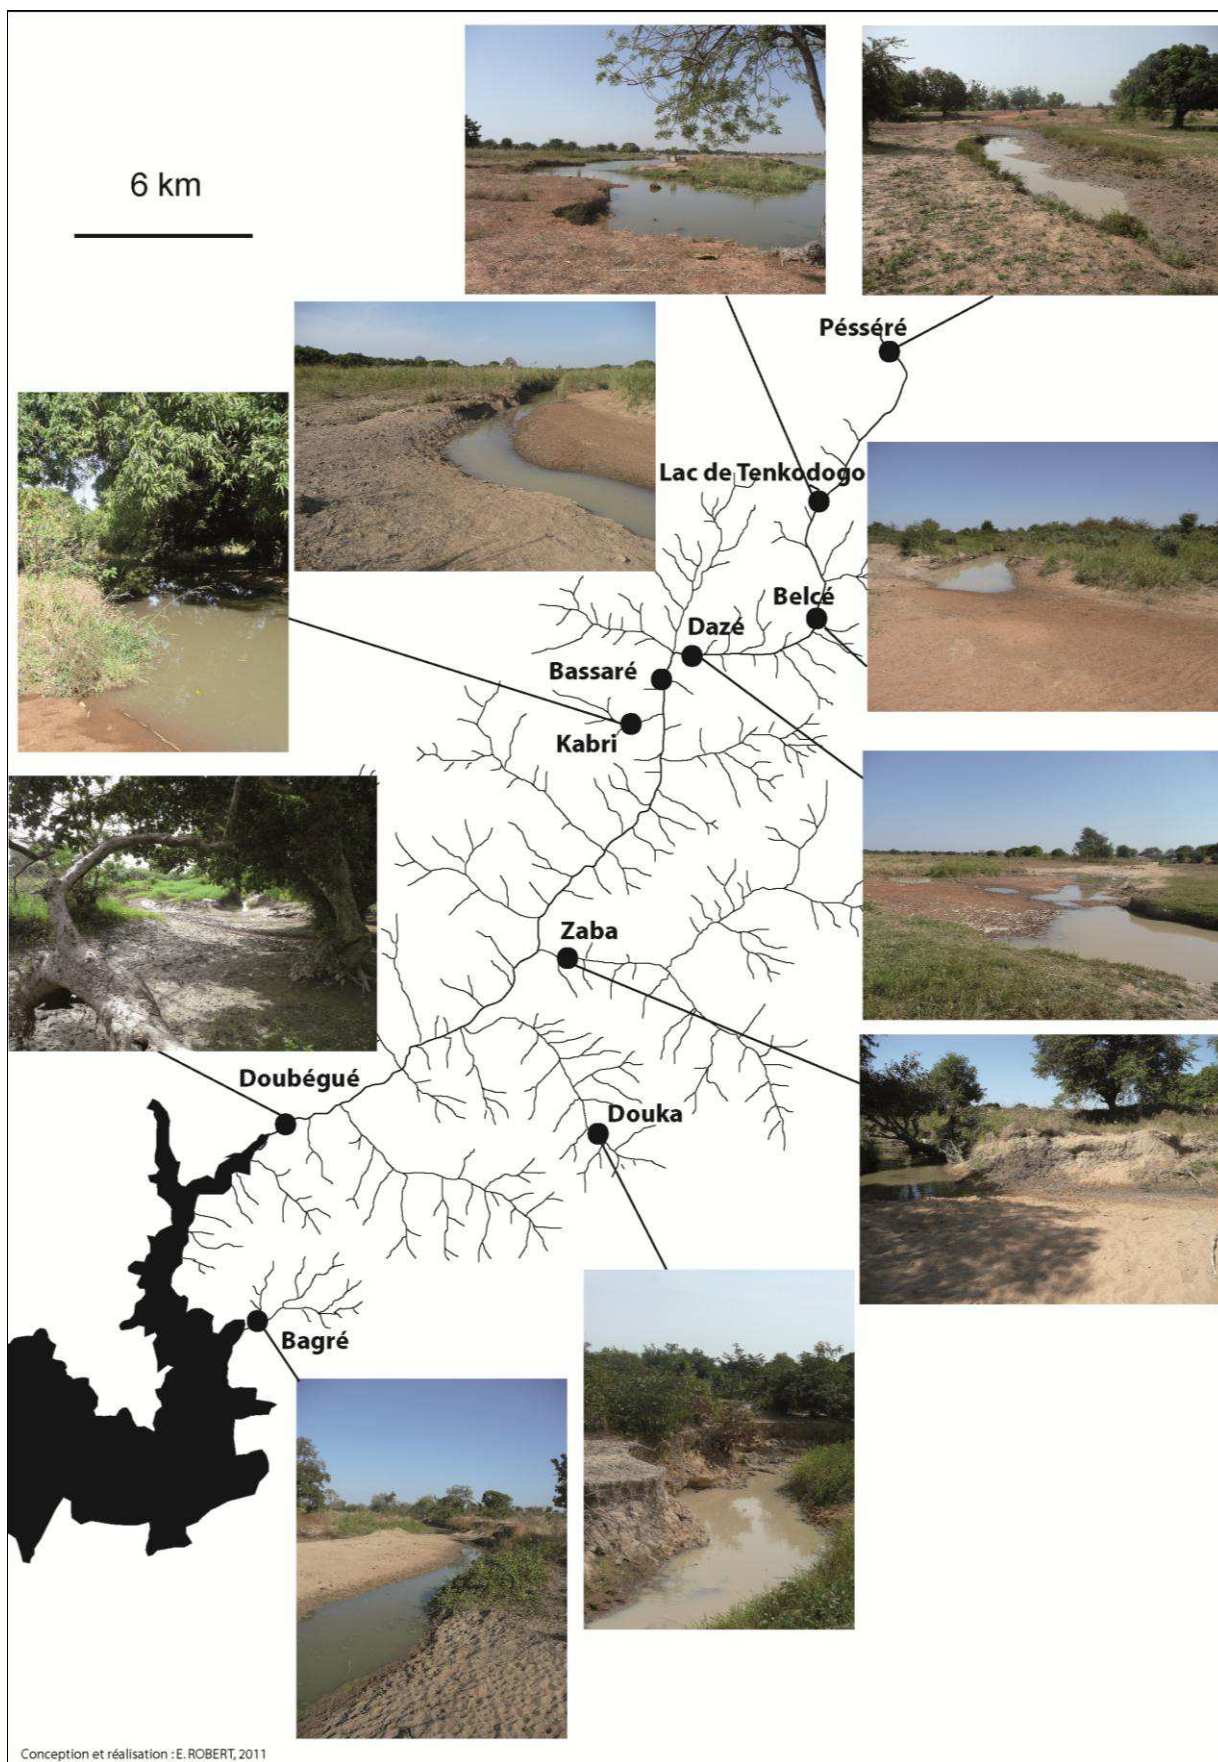 6 km
Pésséré
Lac de Tenkodogo
Belcé
Dazé
Bassaré
Kabri
Zaba
Doubégué
Douka
Bagré
Conception et réalisation : E. ROBERT, 2011